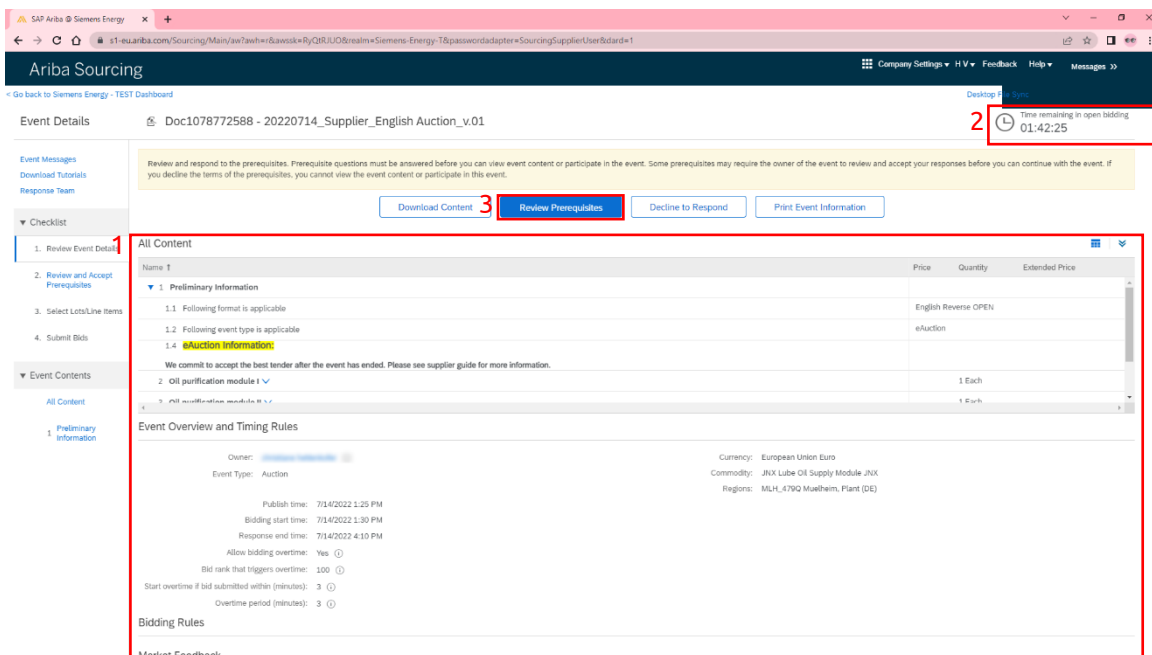 SAP Ariba @ Siemens Energy
s1-eu.ariba.com/Sourcing/Main/aw?awh=r&awssk=RyQtRJUO&realm=Siemens-Energy-T&passwordadapter=SourcingSupplierUser&dard=1
Ariba Sourcing
Company Settings ▾ H V ▾ Feedback Help ▾ Messages >>
< Go back to Siemens Energy - TEST Dashboard
Desktop File Sync
Event Details
Doc1078772588 - 20220714_Supplier_English Auction_v.01
2
Time remaining in open bidding
01:42:25
Event Messages
Download Tutorials
Response Team
Review and respond to the prerequisites. Prerequisite questions must be answered before you can view event content or participate in the event. Some prerequisites may require the owner of the event to review and accept your responses before you can continue with the event. If
you decline the terms of the prerequisites, you cannot view the event content or participate in this event.
Download Content
3
Review Prerequisites
Decline to Respond
Print Event Information
▼ Checklist
1. Review Event Details
2. Review and Accept
Prerequisites
3. Select Lots/Line Items
4. Submit Bids
▼ Event Contents
All Content
1 Preliminary
Information
1
All Content
Name ↑ Price Quantity Extended Price
▼ 1 Preliminary Information
1.1 Following format is applicable English Reverse OPEN
1.2 Following event type is applicable eAuction
1.4 eAuction Information:
We commit to accept the best tender after the event has ended. Please see supplier guide for more information.
2 Oil purification module I 1 Each
3 Oil purification module II 1 Each
Event Overview and Timing Rules
Owner:
Event Type: Auction
Currency: European Union Euro
Commodity: JNX Lube Oil Supply Module JNX
Regions: MLH_479Q Muelheim, Plant (DE)
Publish time: 7/14/2022 1:25 PM
Bidding start time: 7/14/2022 1:30 PM
Response end time: 7/14/2022 4:10 PM
Allow bidding overtime: Yes
Bid rank that triggers overtime: 100
Start overtime if bid submitted within (minutes): 3
Overtime period (minutes): 3
Bidding Rules
Market Feedback